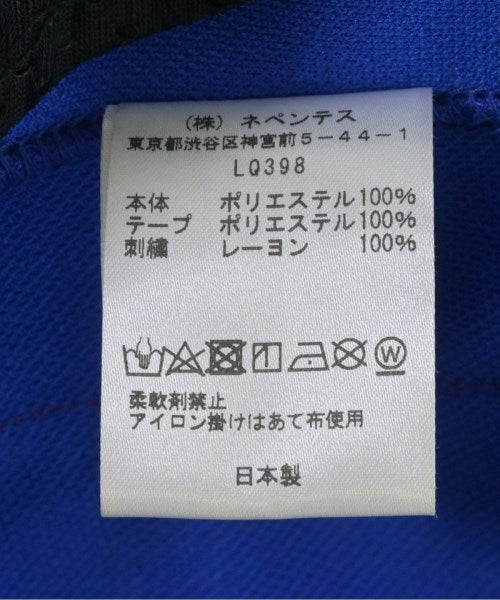 (株) ネペンテス
東京都渋谷区神宮前5-44-1
LQ398
本体 ポリエステル100%
テープ ポリエステル100%
刺繍 レーヨン 100%
W
柔軟剤禁止
アイロン掛けはあて布使用
日本製